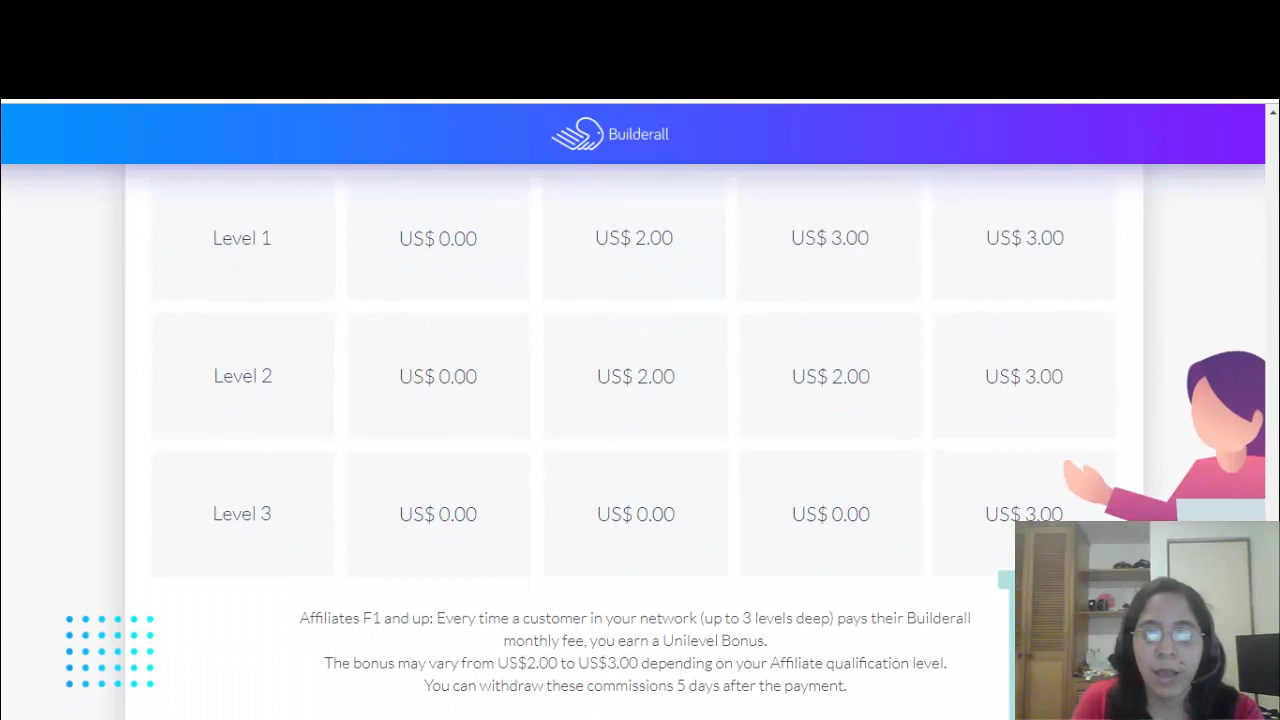 Builderall
Level 1 US$ 0.00 US$ 2.00 US$ 3.00 US$ 3.00
Level 2 US$ 0.00 US$ 2.00 US$ 2.00 US$ 3.00
Level 3 US$ 0.00 US$ 0.00 US$ 0.00 US$ 3.00
Affiliates F1 and up: Every time a customer in your network (up to 3 levels deep) pays their Builderall
monthly fee, you earn a Unilevel Bonus.
The bonus may vary from US$2.00 to US$3.00 depending on your Affiliate qualification level.
You can withdraw these commissions 5 days after the payment.